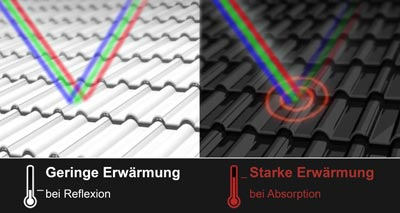 Geringe Erwärmung
bei Reflexion
Starke Erwärmung
bei Absorption